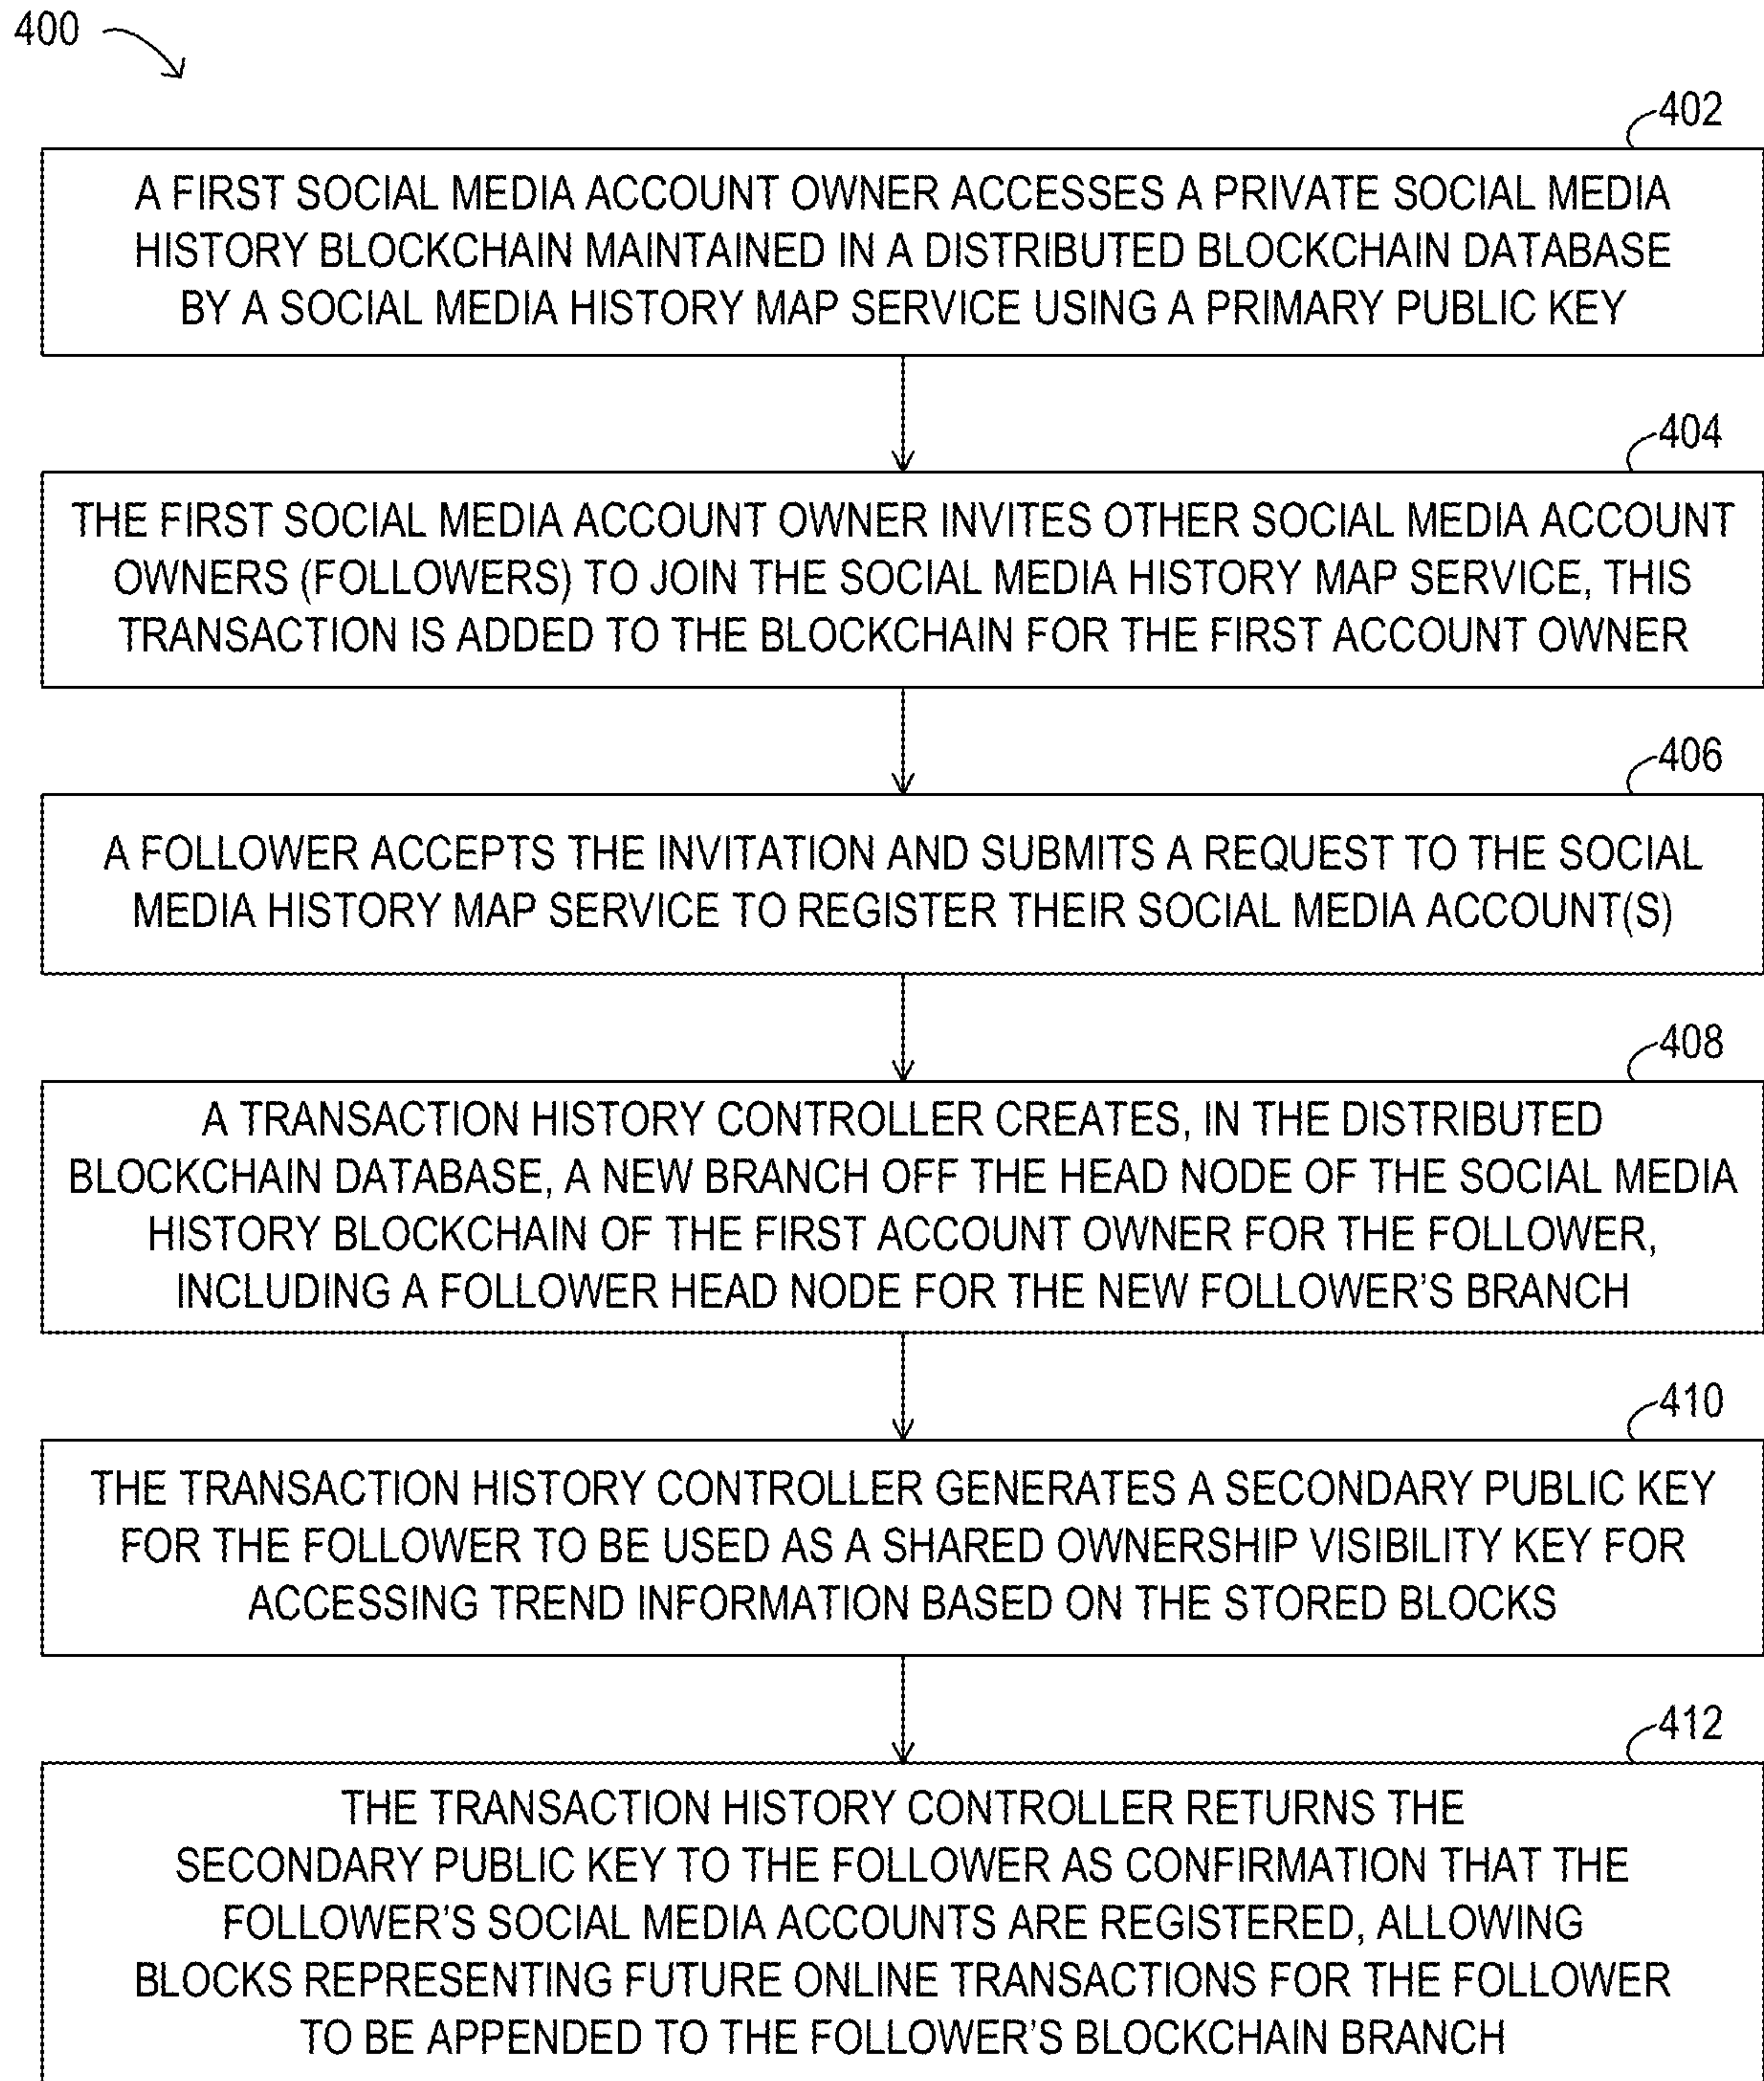 400
402
A FIRST SOCIAL MEDIA ACCOUNT OWNER ACCESSES A PRIVATE SOCIAL MEDIA
HISTORY BLOCKCHAIN MAINTAINED IN A DISTRIBUTED BLOCKCHAIN DATABASE
BY A SOCIAL MEDIA HISTORY MAP SERVICE USING A PRIMARY PUBLIC KEY
404
THE FIRST SOCIAL MEDIA ACCOUNT OWNER INVITES OTHER SOCIAL MEDIA ACCOUNT
OWNERS (FOLLOWERS) TO JOIN THE SOCIAL MEDIA HISTORY MAP SERVICE, THIS
TRANSACTION IS ADDED TO THE BLOCKCHAIN FOR THE FIRST ACCOUNT OWNER
406
A FOLLOWER ACCEPTS THE INVITATION AND SUBMITS A REQUEST TO THE SOCIAL
MEDIA HISTORY MAP SERVICE TO REGISTER THEIR SOCIAL MEDIA ACCOUNT(S)
408
A TRANSACTION HISTORY CONTROLLER CREATES, IN THE DISTRIBUTED
BLOCKCHAIN DATABASE, A NEW BRANCH OFF THE HEAD NODE OF THE SOCIAL MEDIA
HISTORY BLOCKCHAIN OF THE FIRST ACCOUNT OWNER FOR THE FOLLOWER,
INCLUDING A FOLLOWER HEAD NODE FOR THE NEW FOLLOWER'S BRANCH
410
THE TRANSACTION HISTORY CONTROLLER GENERATES A SECONDARY PUBLIC KEY
FOR THE FOLLOWER TO BE USED AS A SHARED OWNERSHIP VISIBILITY KEY FOR
ACCESSING TREND INFORMATION BASED ON THE STORED BLOCKS
412
THE TRANSACTION HISTORY CONTROLLER RETURNS THE
SECONDARY PUBLIC KEY TO THE FOLLOWER AS CONFIRMATION THAT THE
FOLLOWER'S SOCIAL MEDIA ACCOUNTS ARE REGISTERED, ALLOWING
BLOCKS REPRESENTING FUTURE ONLINE TRANSACTIONS FOR THE FOLLOWER
TO BE APPENDED TO THE FOLLOWER'S BLOCKCHAIN BRANCH